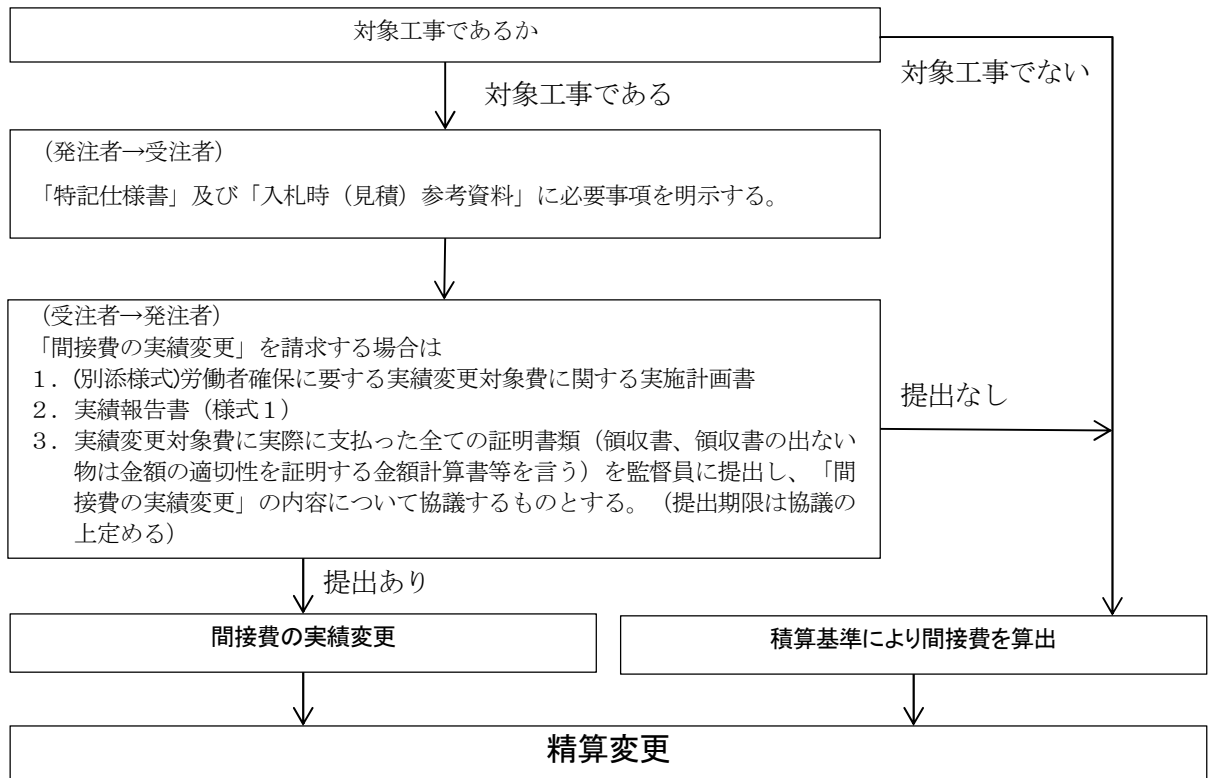 対象工事であるか
対象工事でない
対象工事である
（発注者→受注者）
「特記仕様書」及び「入札時（見積）参考資料」に必要事項を明示する。
（受注者→発注者）
「間接費の実績変更」を請求する場合は
１．(別添様式)労働者確保に要する実績変更対象費に関する実施計画書
２．実績報告書（様式１）
３．実績変更対象費に実際に支払った全ての証明書類（領収書、領収書の出ない
物は金額の適切性を証明する金額計算書等を言う）を監督員に提出し、「間
接費の実績変更」の内容について協議するものとする。（提出期限は協議の
上定める）
提出なし
提出あり
間接費の実績変更
積算基準により間接費を算出
精算変更